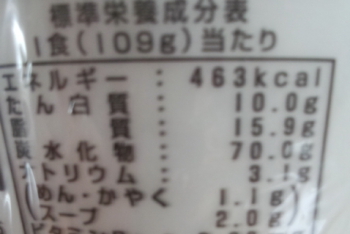 標準栄養成分表
1食(109g)当たり
エネルギー : 463kcal
たん白質 : 10.0g
脂質 : 15.9g
炭水化物 : 70.0g
ナトリウム : 3.1g
(めん・かやく 1.1g)
(スープ 2.0g)